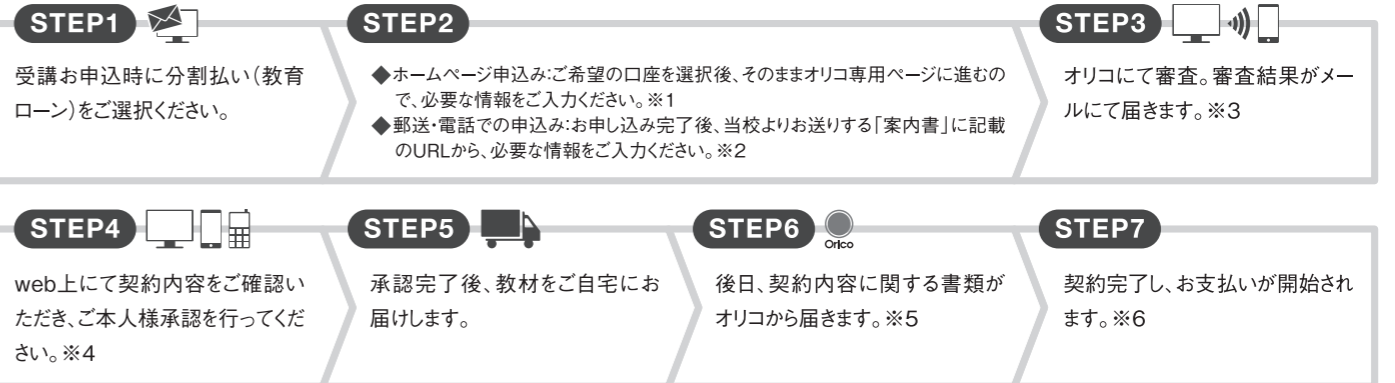 STEP1
受講お申込時に分割払い(教育
ローン)をご選択ください。
STEP2
◆ホームページ申込み:ご希望の口座を選択後、そのままオリコ専用ページに進むの
で、必要な情報をご入力ください。※1
◆郵送・電話での申込み:お申し込み完了後、当校よりお送りする「案内書」に記載
のURLから、必要な情報をご入力ください。※2
STEP3
オリコにて審査。審査結果がメー
ルにて届きます。※3
STEP4
web上にて契約内容をご確認い
ただき、ご本人様承認を行ってくだ
さい。※4
STEP5
承認完了後、教材をご自宅にお
届けします。
STEP6
Orico
後日、契約内容に関する書類が
オリコから届きます。※5
STEP7
契約完了し、お支払いが開始され
ます。※6